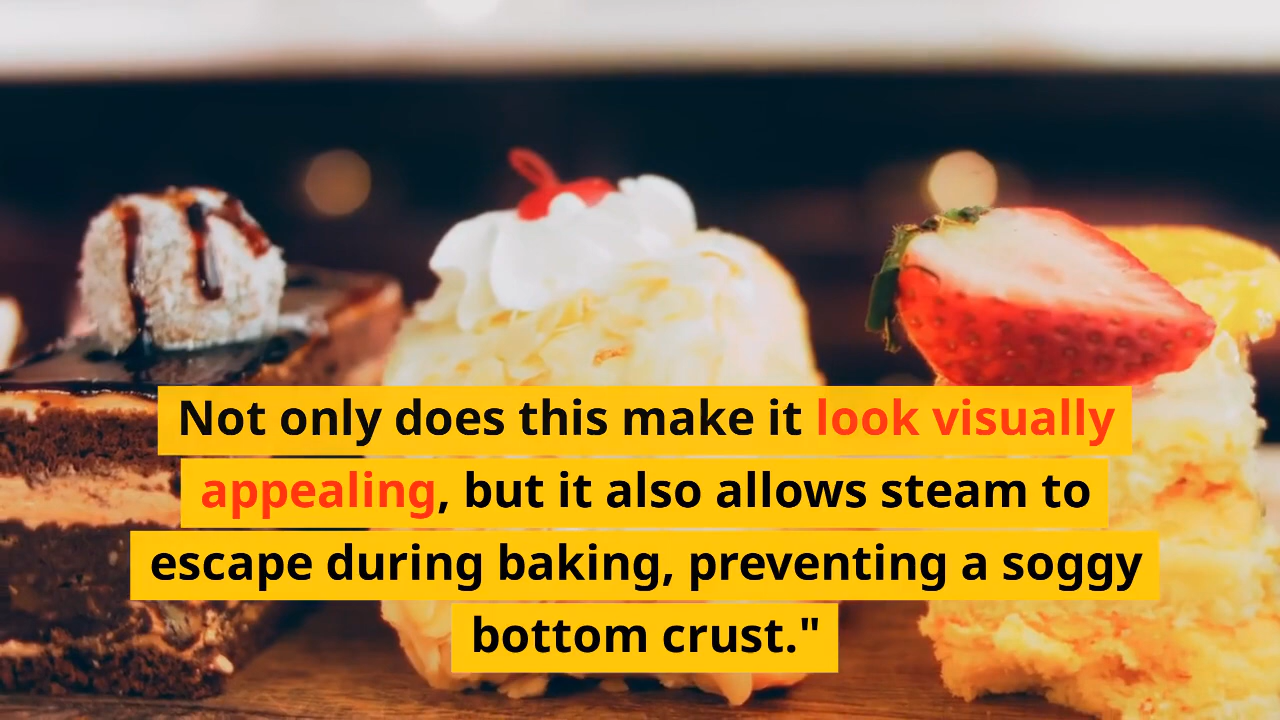 Not only does this make it look visually
appealing, but it also allows steam to
escape during baking, preventing a soggy
bottom crust."